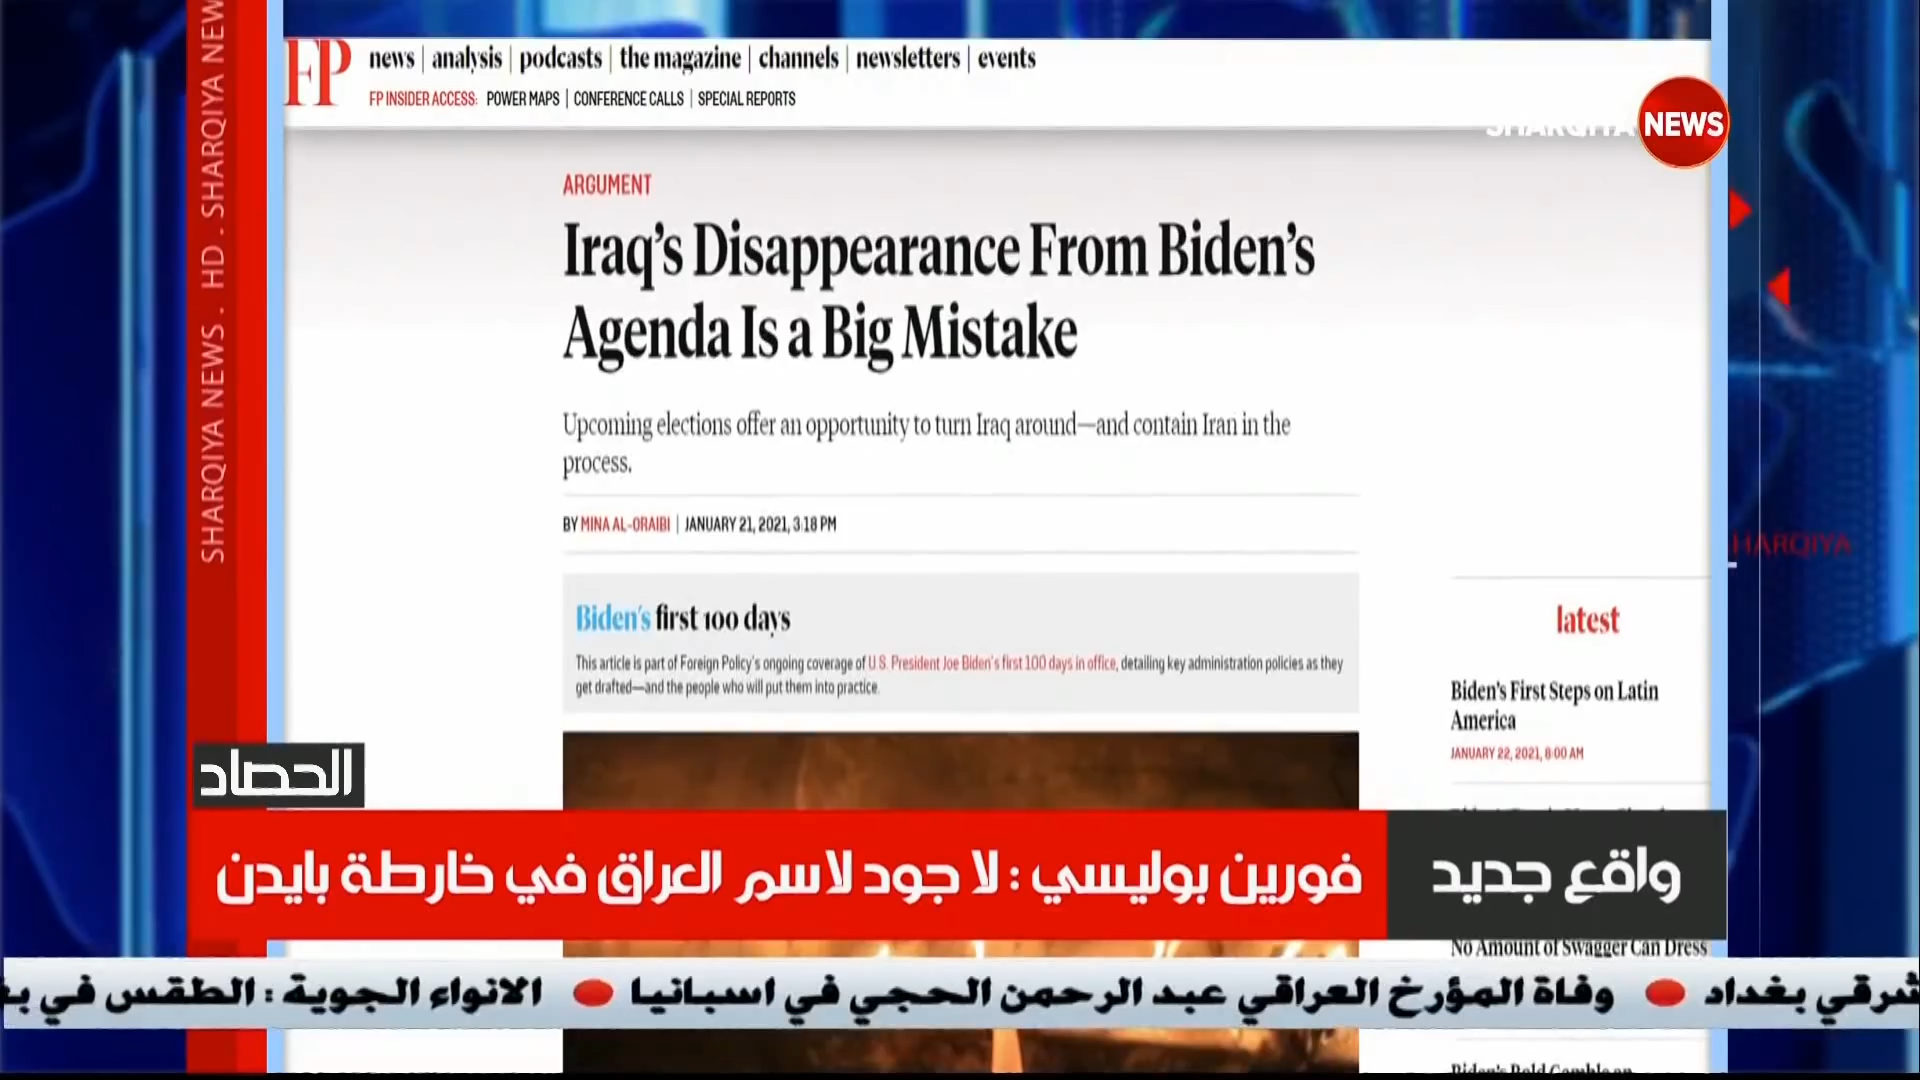 FP
news | analysis | podcasts | the magazine | channels | newsletters | events
FP INSIDER ACCESS: POWER MAPS | CONFERENCE CALLS | SPECIAL REPORTS
SHARQIYA NEWS
ARGUMENT
Iraq's Disappearance From Biden's
Agenda Is a Big Mistake
Upcoming elections offer an opportunity to turn Iraq around—and contain Iran in the
process.
BY MINA AL-ORAIBI | JANUARY 21, 2021, 3:18 PM
Biden's first 100 days
This article is part of Foreign Policy's ongoing coverage of U.S. President Joe Biden's first 100 days in office, detailing key administration policies as they
get drafted—and the people who will put them into practice.
latest
Biden's First Steps on Latin
America
JANUARY 22, 2021, 8:00 AM
No Amount of Swagger Can Dress
SHARQIYA NEWS . HD . SHARQIYA NEW
HARQIYA
الحصاد
واقع جديد
فورين بوليسي : لا جود لاسم العراق في خارطة بايدن
شرقي بغداد
وفاة المؤرخ العراقي عبد الرحمن الحجي في اسبانيا
الانواء الجوية : الطقس في بغ